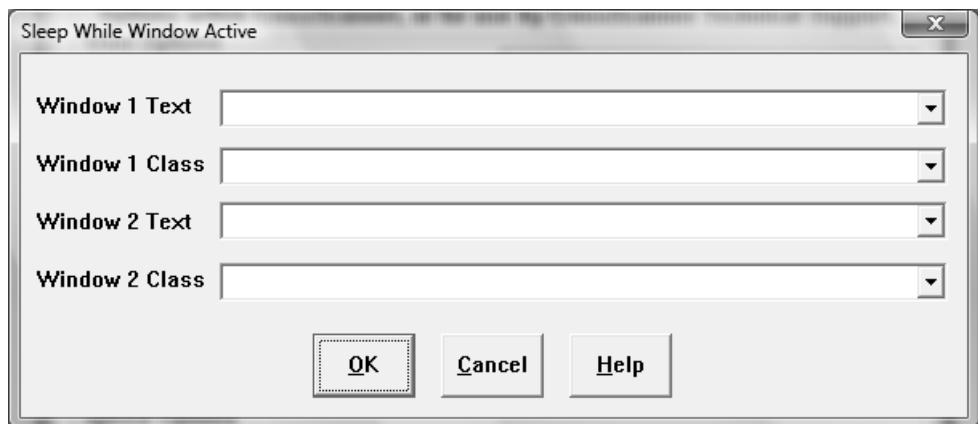 Sleep While Window Active
Window 1 Text
Window 1 Class
Window 2 Text
Window 2 Class
OK Cancel Help